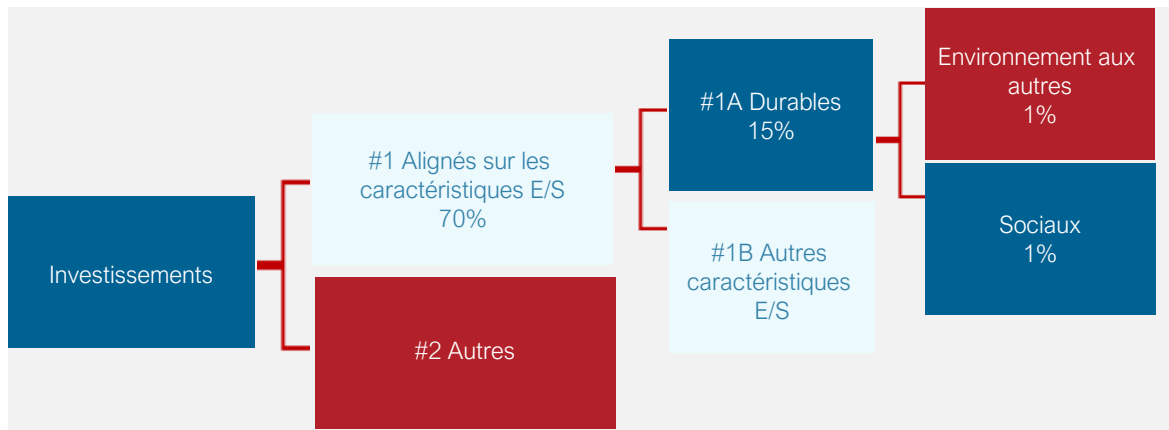 Investissements
#1 Alignés sur les
caractéristiques E/S
70%
#2 Autres
#1A Durables
15%
#1B Autres
caractéristiques
E/S
Environnement aux
autres
1%
Sociaux
1%